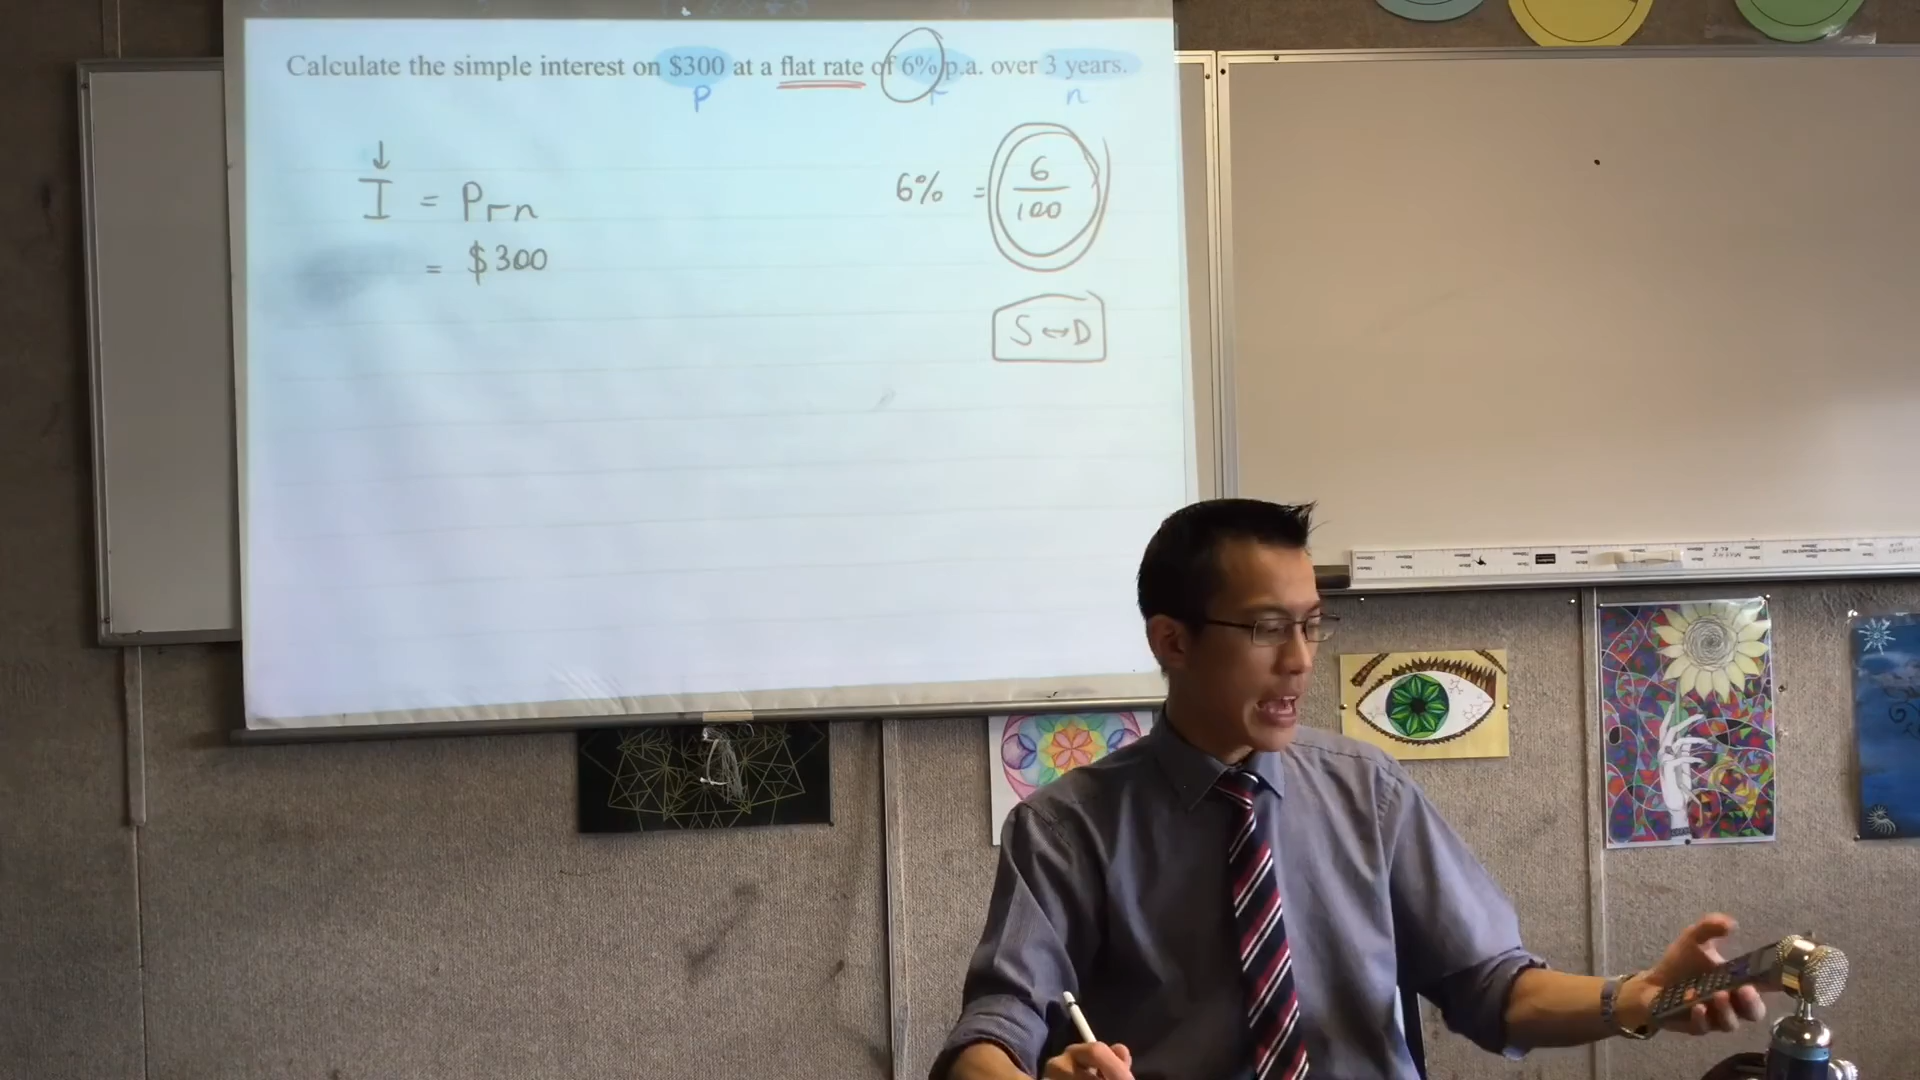 Calculate the simple interest on $300 at a flat rate of 6% p.a. over 3 years.
P r n
I = Prn
= $300
6% = 6/100
S↔D